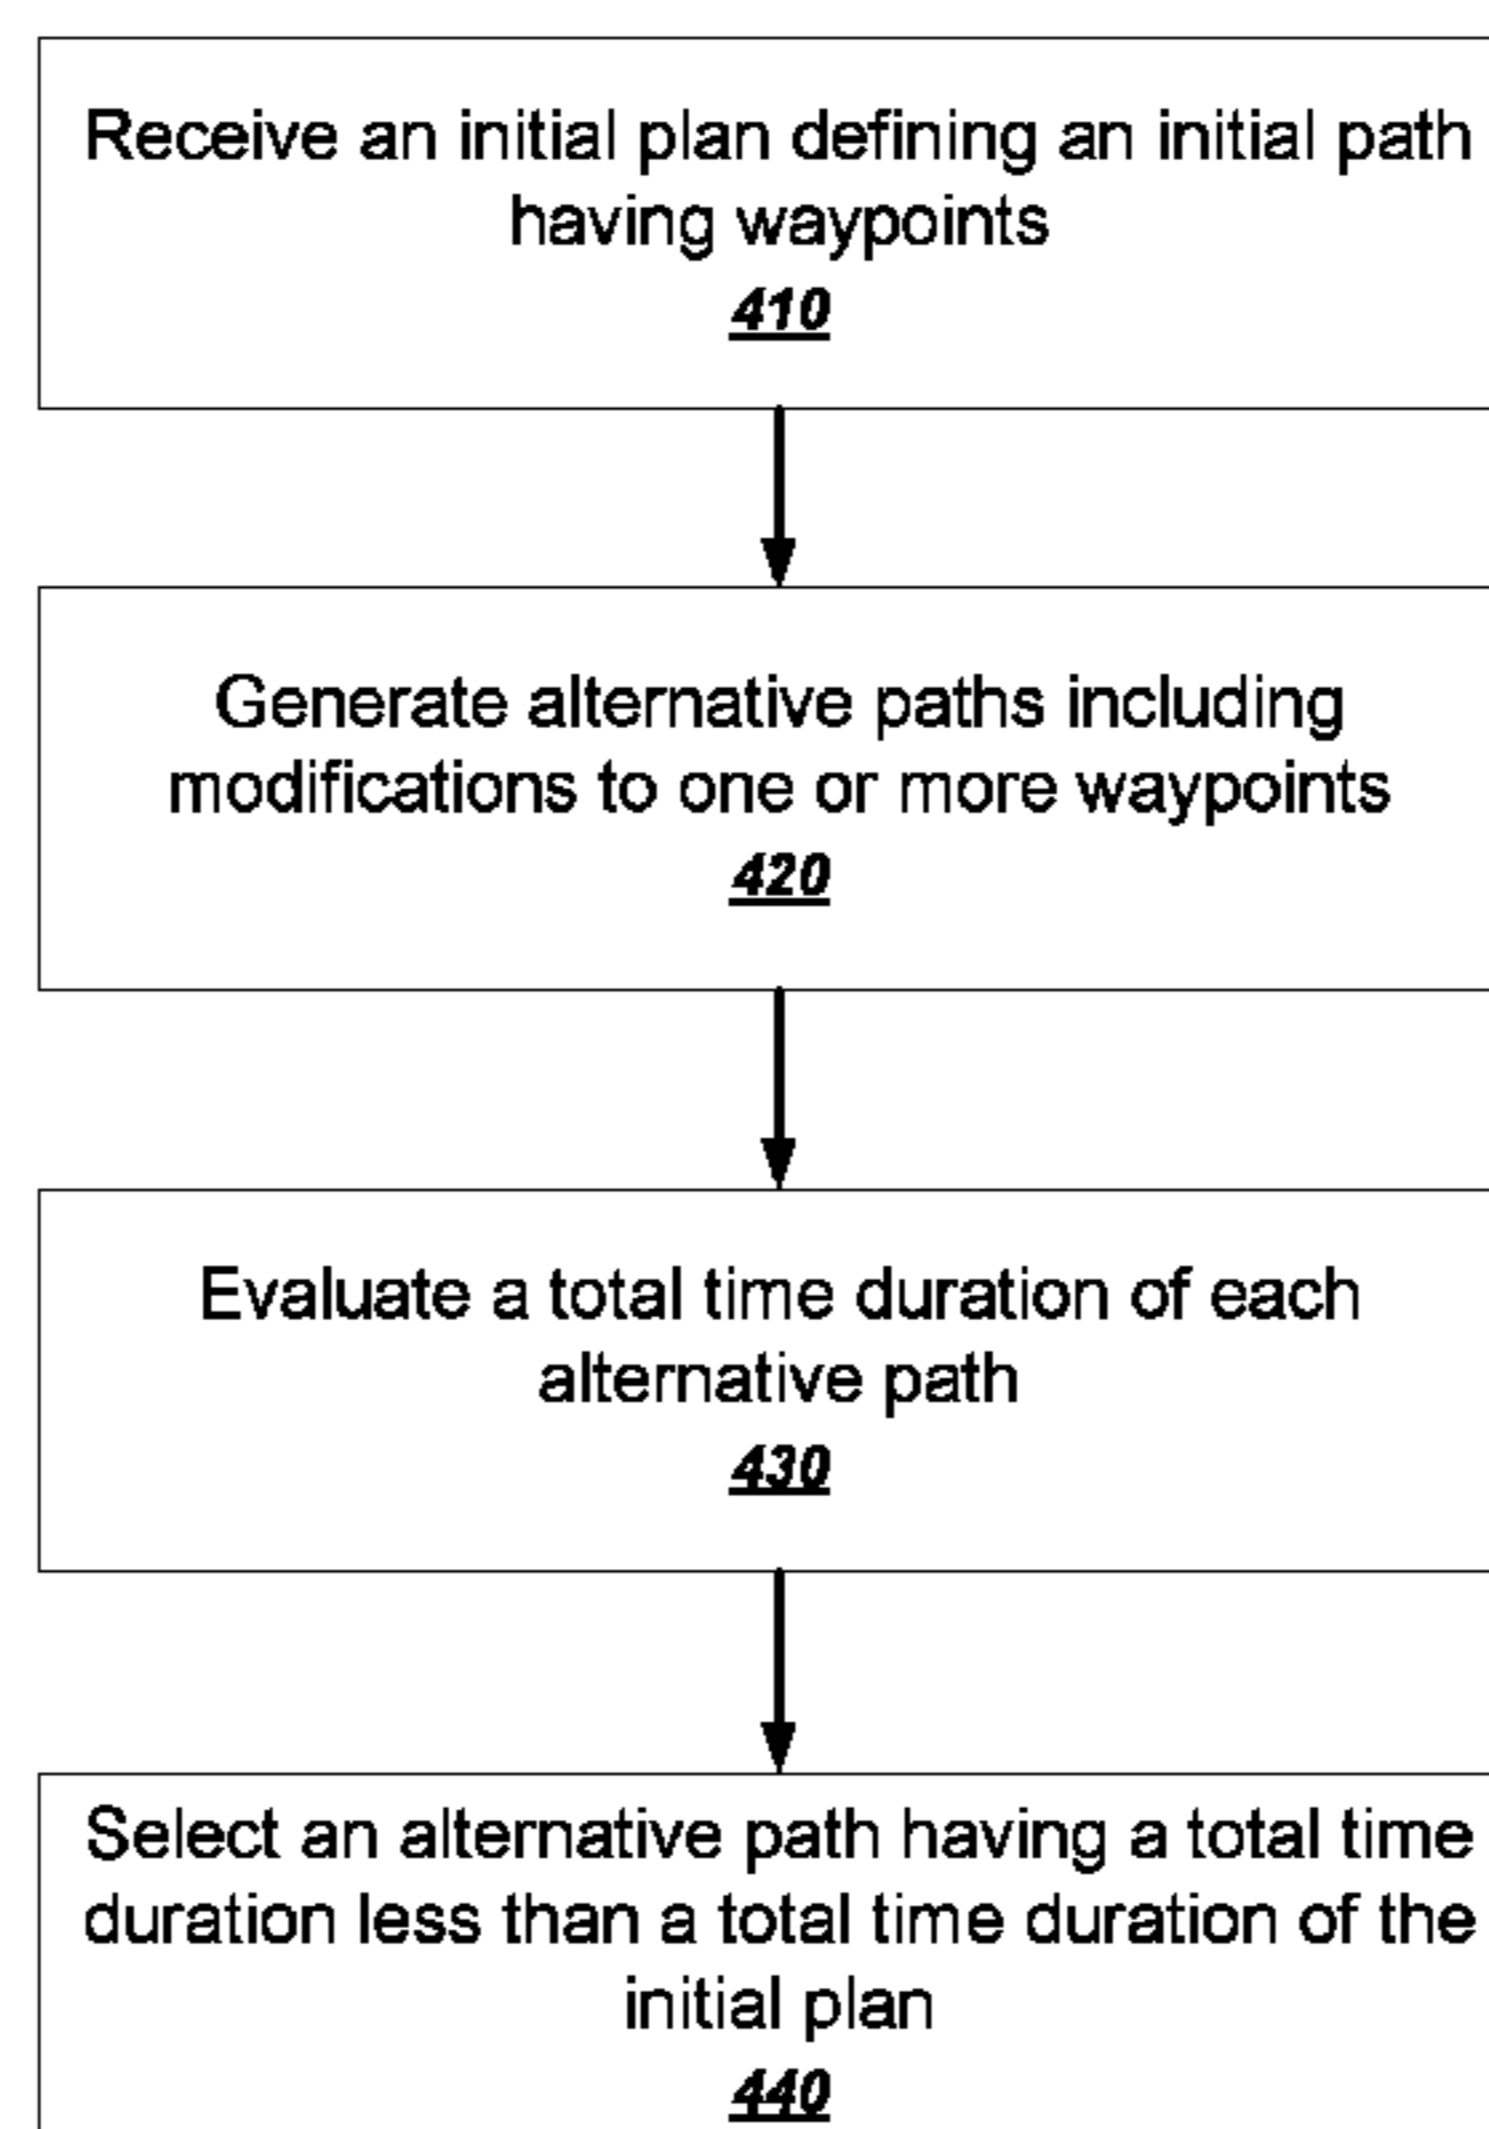 Receive an initial plan defining an initial path
having waypoints
410
Generate alternative paths including
modifications to one or more waypoints
420
Evaluate a total time duration of each
alternative path
430
Select an alternative path having a total time
duration less than a total time duration of the
initial plan
440